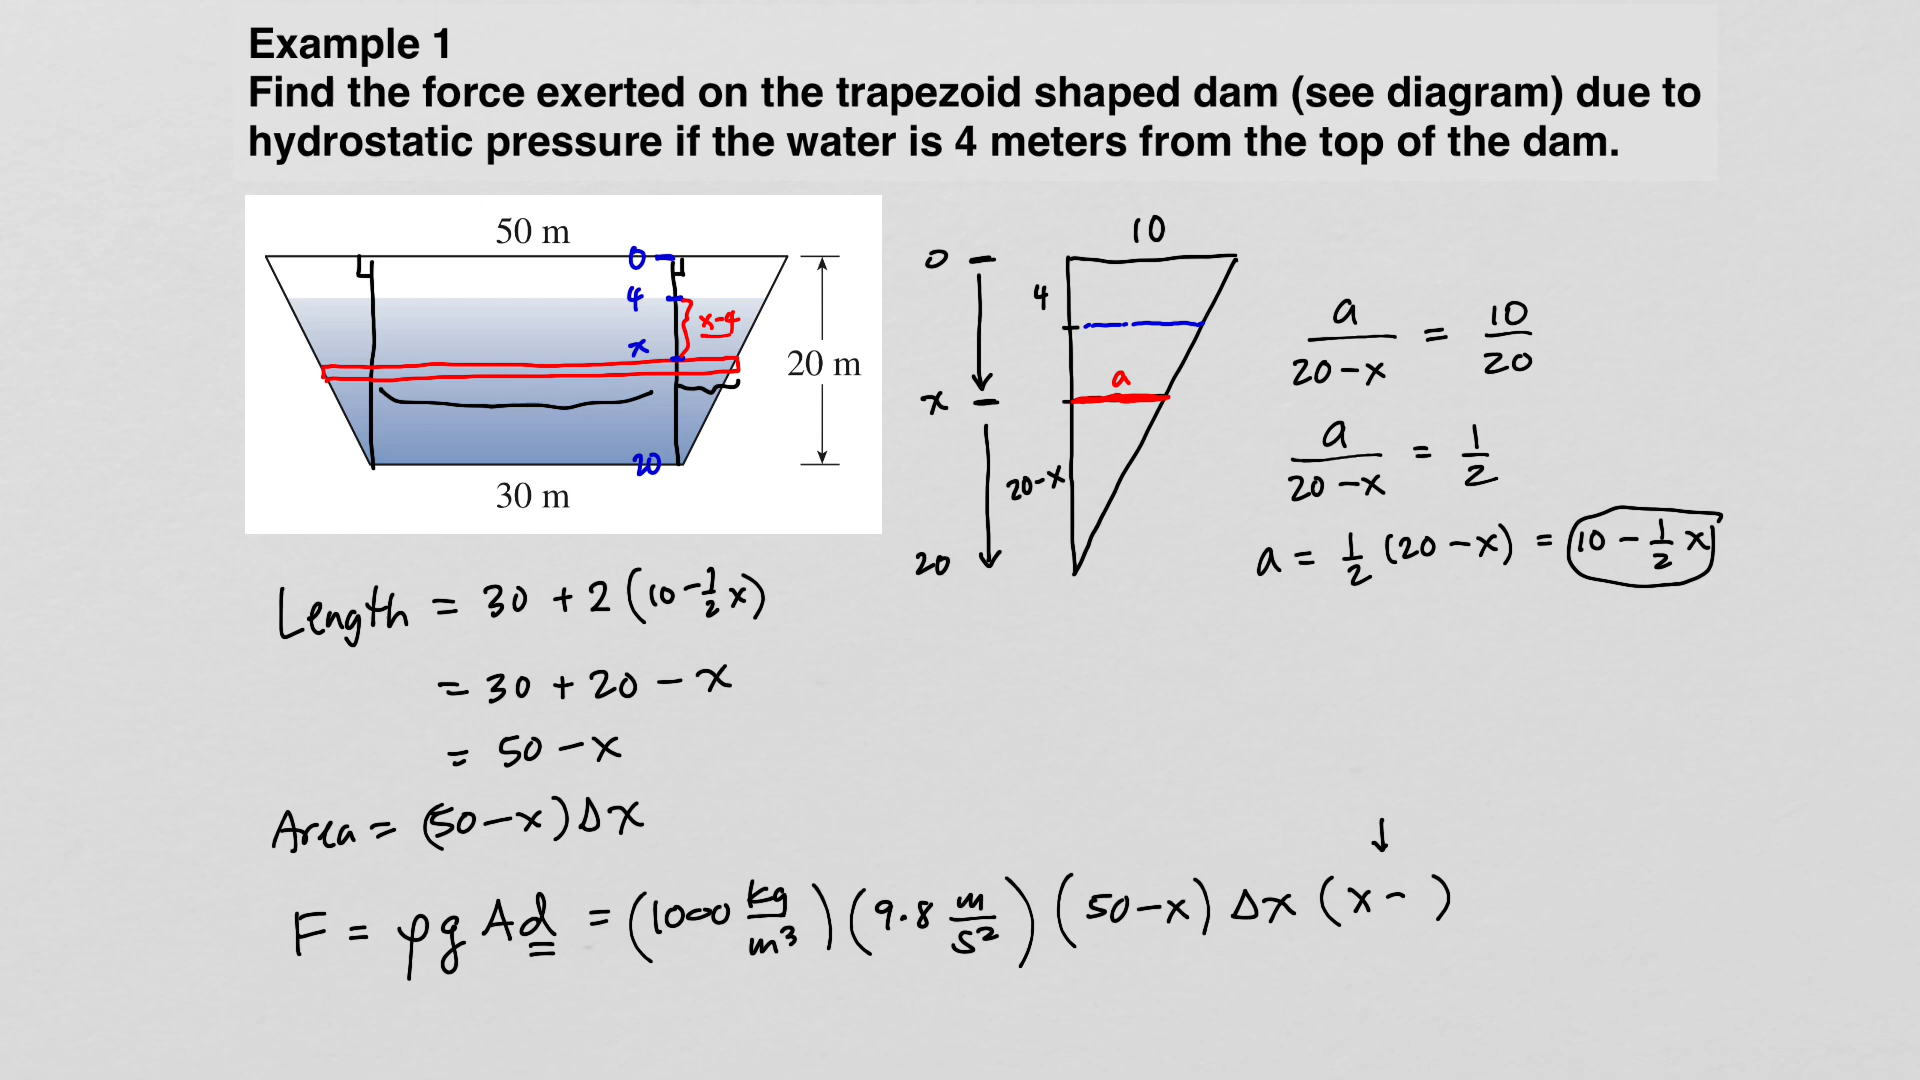 Example 1
Find the force exerted on the trapezoid shaped dam (see diagram) due to
hydrostatic pressure if the water is 4 meters from the top of the dam.
50 m
0
4
x-4
x
20 m
20
30 m
10
0
4
a
x
20-x
20
a/(20-x) = 10/20
a/(20-x) = 1/2
a = 1/2 (20-x) = 10 - 1/2 x
Length = 30 + 2 (10 - 1/2 x)
= 30 + 20 - x
= 50 - x
Area = (50-x) Δx
↓
F = ρg Ad = (1000 kg/m³) (9.8 m/s²) (50-x) Δx (x- )